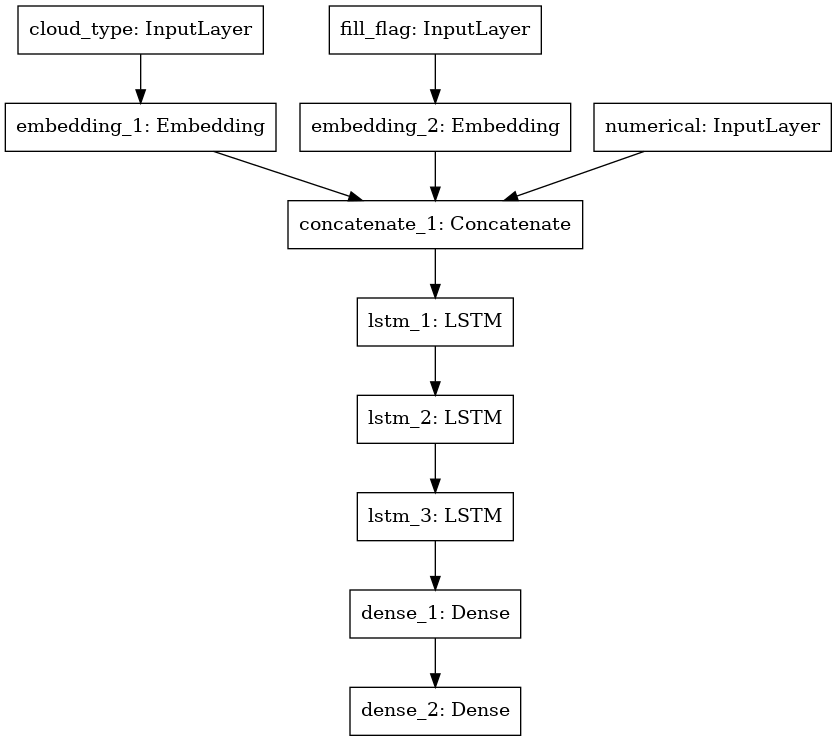 cloud_type: InputLayer
fill_flag: InputLayer
embedding_1: Embedding
embedding_2: Embedding
numerical: InputLayer
concatenate_1: Concatenate
lstm_1: LSTM
lstm_2: LSTM
lstm_3: LSTM
dense_1: Dense
dense_2: Dense